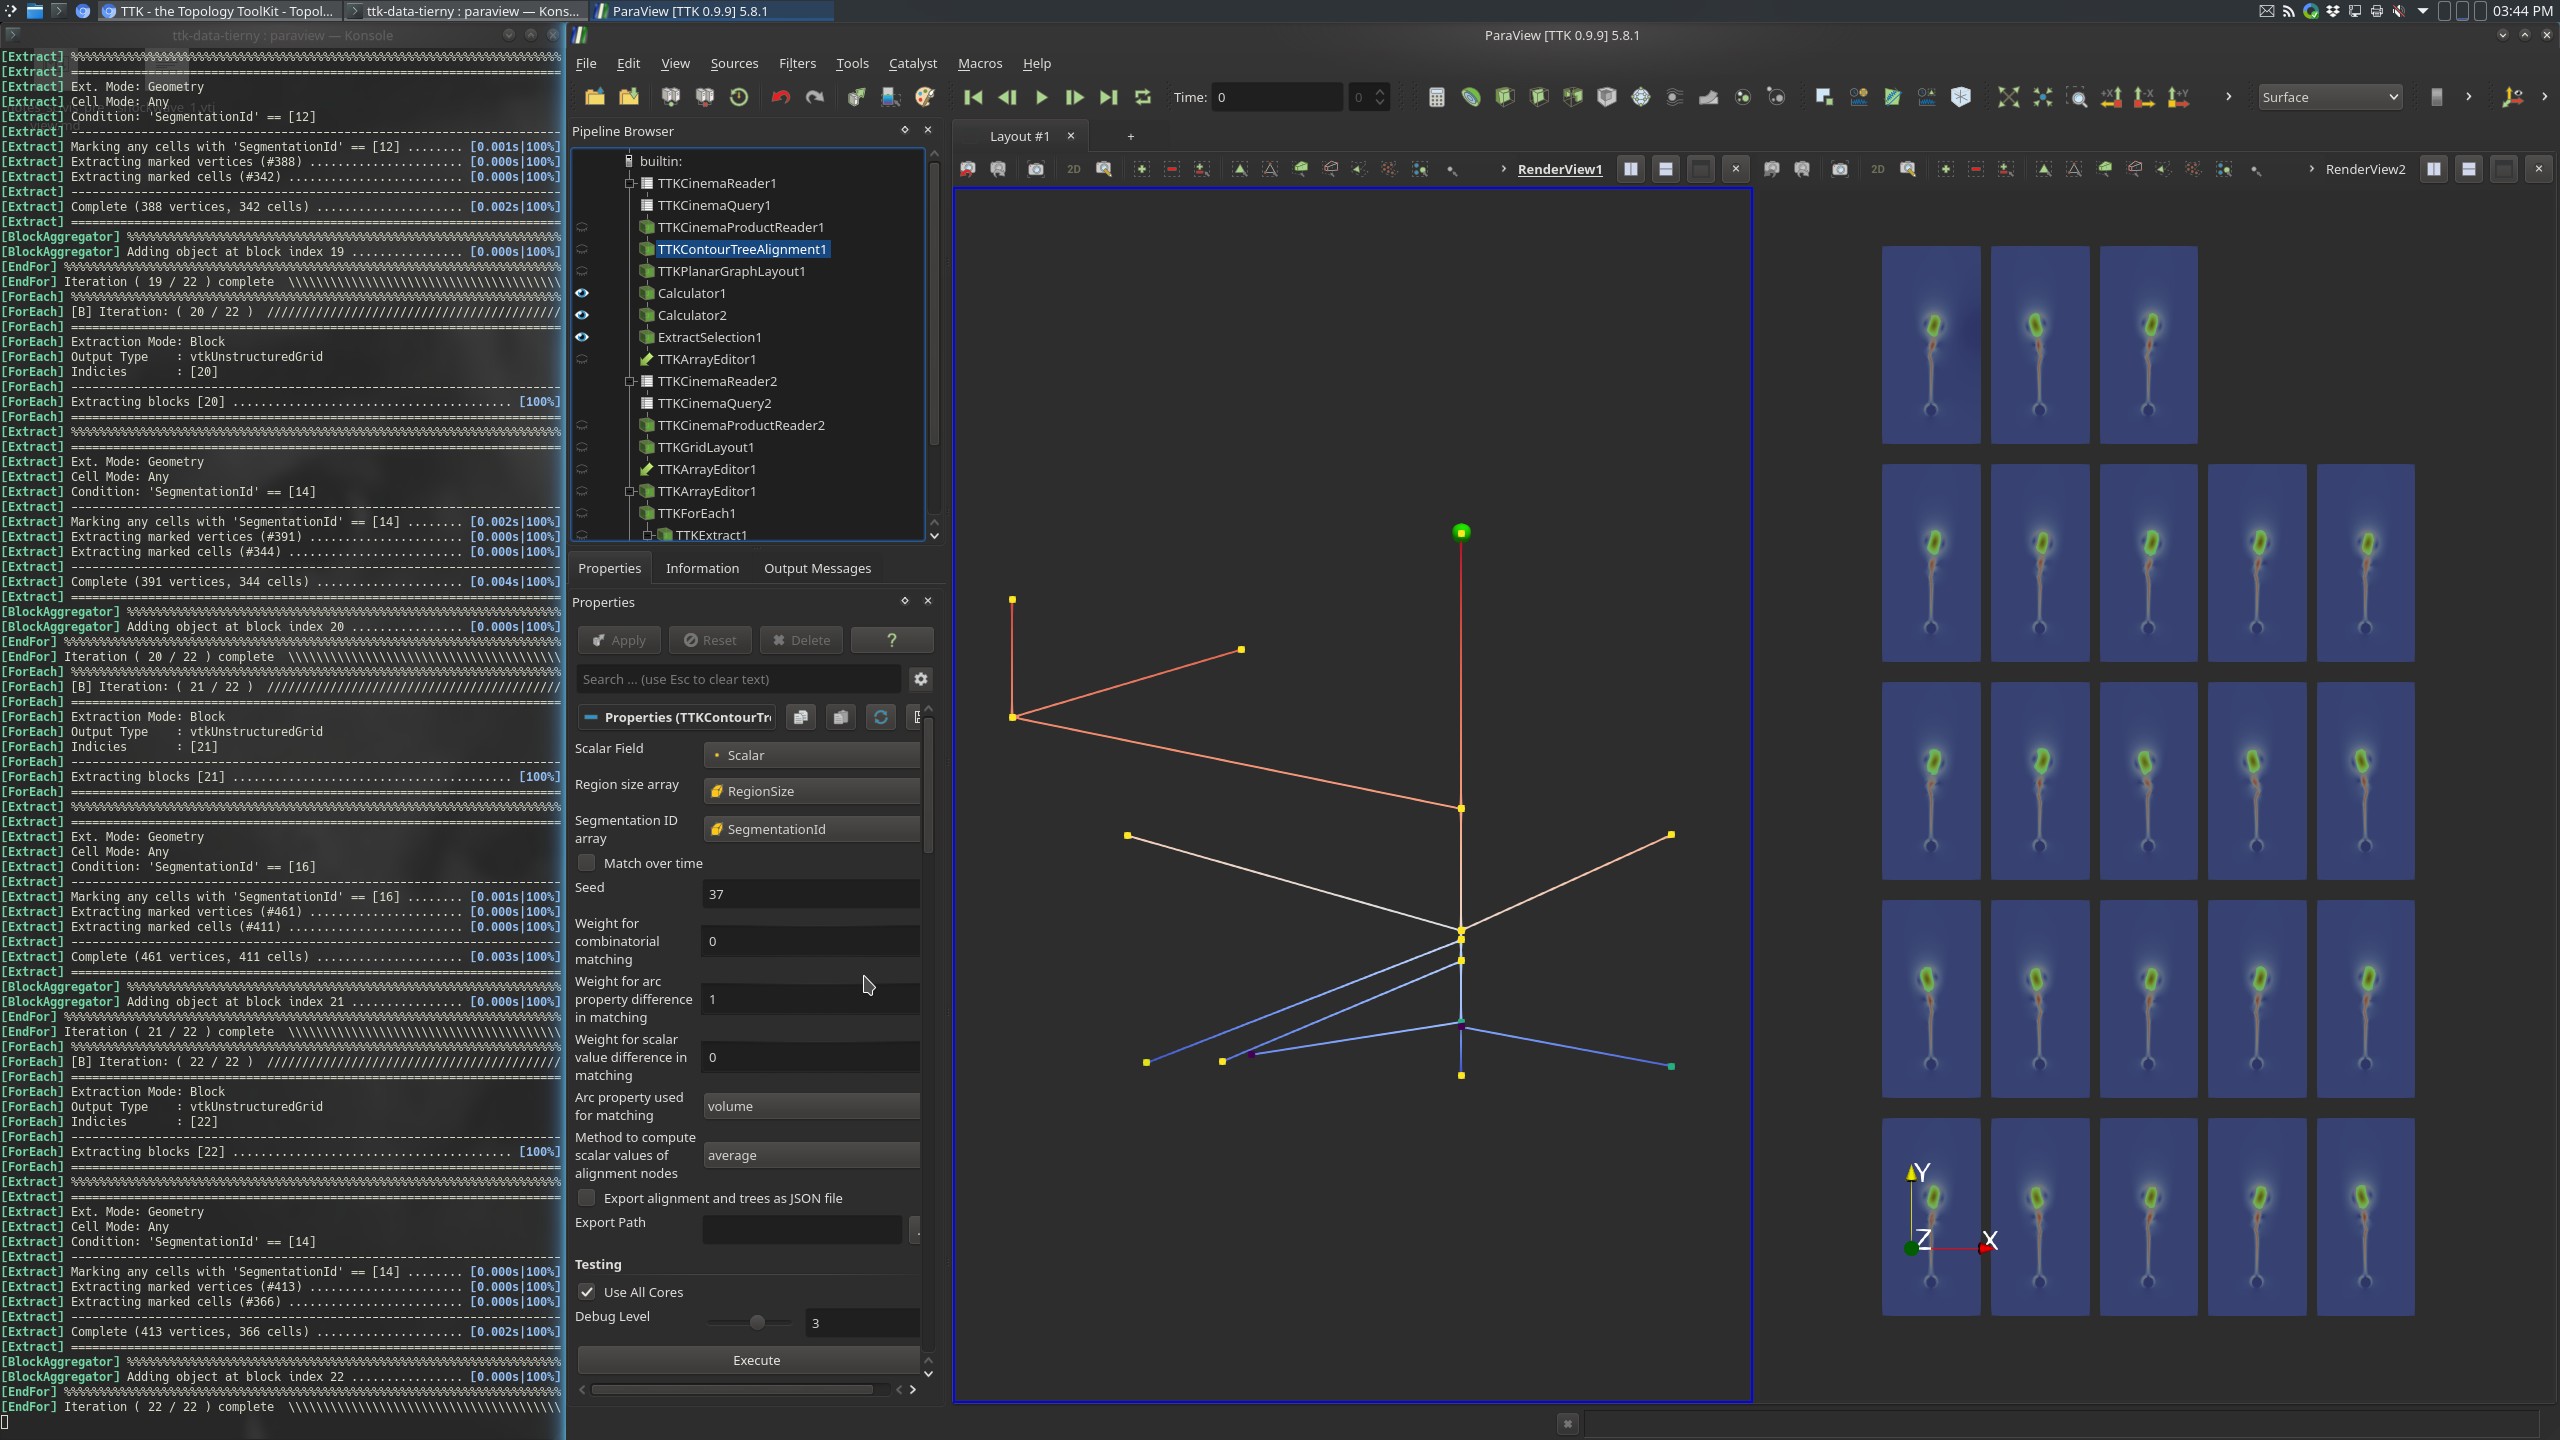 TTK - the Topology ToolKit - Topol...
ttk-data-tierny : paraview — Kons...
ParaView [TTK 0.9.9] 5.8.1
03:44 PM
ttk-data-tierny : paraview — Konsole
[Extract]
[Extract]
[Extract] Ext. Mode: Geometry
[Extract] Cell Mode: Any
[Extract] Condition: 'SegmentationId' == [12]
[Extract]
[Extract] Marking any cells with 'SegmentationId' == [12] ........ [0.001s|100%]
[Extract] Extracting marked vertices (#388) ...................... [0.000s|100%]
[Extract] Extracting marked cells (#342) ......................... [0.000s|100%]
[Extract]
[Extract] Complete (388 vertices, 342 cells) ..................... [0.002s|100%]
[Extract]
[BlockAggregator]
[BlockAggregator] Adding object at block index 19 ................ [0.000s|100%]
[EndFor]
[EndFor] Iteration ( 19 / 22 ) complete
[ForEach]
[ForEach] [B] Iteration: ( 20 / 22 )
[ForEach]
[ForEach] Extraction Mode: Block
[ForEach] Output Type    : vtkUnstructuredGrid
[ForEach] Indicies       : [20]
[ForEach]
[ForEach] Extracting blocks [20] ........................................ [100%]
[ForEach]
[Extract]
[Extract]
[Extract] Ext. Mode: Geometry
[Extract] Cell Mode: Any
[Extract] Condition: 'SegmentationId' == [14]
[Extract]
[Extract] Marking any cells with 'SegmentationId' == [14] ........ [0.002s|100%]
[Extract] Extracting marked vertices (#391) ...................... [0.000s|100%]
[Extract] Extracting marked cells (#344) ......................... [0.000s|100%]
[Extract]
[Extract] Complete (391 vertices, 344 cells) ..................... [0.004s|100%]
[Extract]
[BlockAggregator]
[BlockAggregator] Adding object at block index 20 ................ [0.000s|100%]
[EndFor]
[EndFor] Iteration ( 20 / 22 ) complete
[ForEach]
[ForEach] [B] Iteration: ( 21 / 22 )
[ForEach]
[ForEach] Extraction Mode: Block
[ForEach] Output Type    : vtkUnstructuredGrid
[ForEach] Indicies       : [21]
[ForEach]
[ForEach] Extracting blocks [21] ........................................ [100%]
[ForEach]
[Extract]
[Extract]
[Extract] Ext. Mode: Geometry
[Extract] Cell Mode: Any
[Extract] Condition: 'SegmentationId' == [16]
[Extract]
[Extract] Marking any cells with 'SegmentationId' == [16] ........ [0.001s|100%]
[Extract] Extracting marked vertices (#461) ...................... [0.000s|100%]
[Extract] Extracting marked cells (#411) ......................... [0.000s|100%]
[Extract]
[Extract] Complete (461 vertices, 411 cells) ..................... [0.003s|100%]
[Extract]
[BlockAggregator]
[BlockAggregator] Adding object at block index 21 ................ [0.000s|100%]
[EndFor]
[EndFor] Iteration ( 21 / 22 ) complete
[ForEach]
[ForEach] [B] Iteration: ( 22 / 22 )
[ForEach]
[ForEach] Extraction Mode: Block
[ForEach] Output Type    : vtkUnstructuredGrid
[ForEach] Indicies       : [22]
[ForEach]
[ForEach] Extracting blocks [22] ........................................ [100%]
[ForEach]
[Extract]
[Extract]
[Extract] Ext. Mode: Geometry
[Extract] Cell Mode: Any
[Extract] Condition: 'SegmentationId' == [14]
[Extract]
[Extract] Marking any cells with 'SegmentationId' == [14] ........ [0.000s|100%]
[Extract] Extracting marked vertices (#413) ...................... [0.000s|100%]
[Extract] Extracting marked cells (#366) ......................... [0.000s|100%]
[Extract]
[Extract] Complete (413 vertices, 366 cells) ..................... [0.002s|100%]
[Extract]
[BlockAggregator]
[BlockAggregator] Adding object at block index 22 ................ [0.000s|100%]
[EndFor]
[EndFor] Iteration ( 22 / 22 ) complete
ParaView [TTK 0.9.9] 5.8.1
File Edit View Sources Filters Tools Catalyst Macros Help
Time: 0
0
Surface
Pipeline Browser
builtin:
TTKCinemaReader1
TTKCinemaQuery1
TTKCinemaProductReader1
TTKContourTreeAlignment1
TTKPlanarGraphLayout1
Calculator1
Calculator2
ExtractSelection1
TTKArrayEditor1
TTKCinemaReader2
TTKCinemaQuery2
TTKCinemaProductReader2
TTKGridLayout1
TTKArrayEditor1
TTKArrayEditor1
TTKForEach1
TTKExtract1
Properties Information Output Messages
Properties
Apply Reset Delete ?
Search ... (use Esc to clear text)
Properties (TTKContourTre
Scalar Field
Scalar
Region size array
RegionSize
Segmentation ID array
SegmentationId
Match over time
Seed
37
Weight for combinatorial matching
0
Weight for arc property difference in matching
1
Weight for scalar value difference in matching
0
Arc property used for matching
volume
Method to compute scalar values of alignment nodes
average
Export alignment and trees as JSON file
Export Path
Testing
Use All Cores
Debug Level
3
Execute
Layout #1
+
2D
RenderView1
2D
RenderView2
Y
Z
X